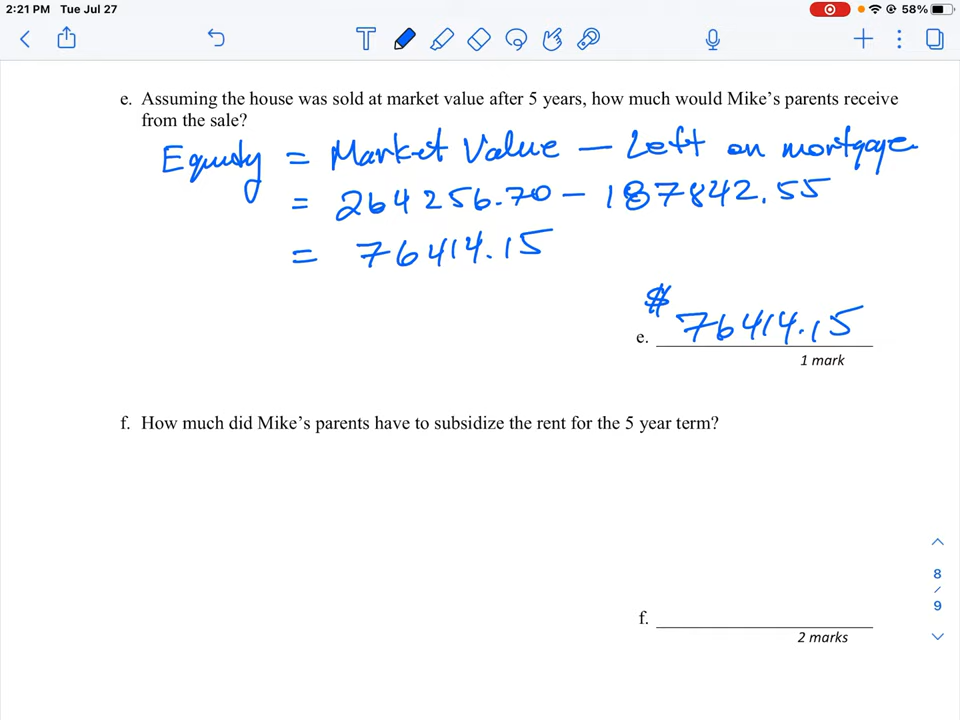 2:21 PM Tue Jul 27
58%
e. Assuming the house was sold at market value after 5 years, how much would Mike's parents receive
from the sale?
Equity = Market Value - Left on mortgage
= 264256.70 - 187842.55
= 76414.15
e. $76414.15
1 mark
f. How much did Mike's parents have to subsidize the rent for the 5 year term?
8
/
9
f.
2 marks